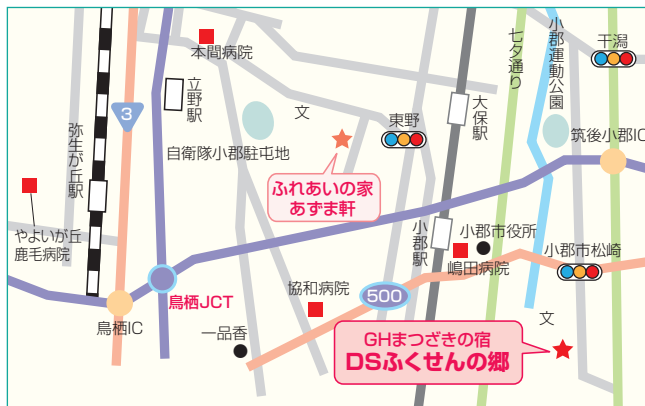 本間病院
立野駅
3
弥生が丘駅
やよいが丘
鹿毛病院
自衛隊小郡駐屯地
文
東野
大保駅
七夕通り
小郡運動公園
干潟
筑後小郡IC
ふれあいの家
あずま軒
小郡駅
小郡市役所
嶋田病院
小郡市松崎
鳥栖JCT
鳥栖IC
協和病院
500
一品香
文
GHまつざきの宿
DSふくせんの郷